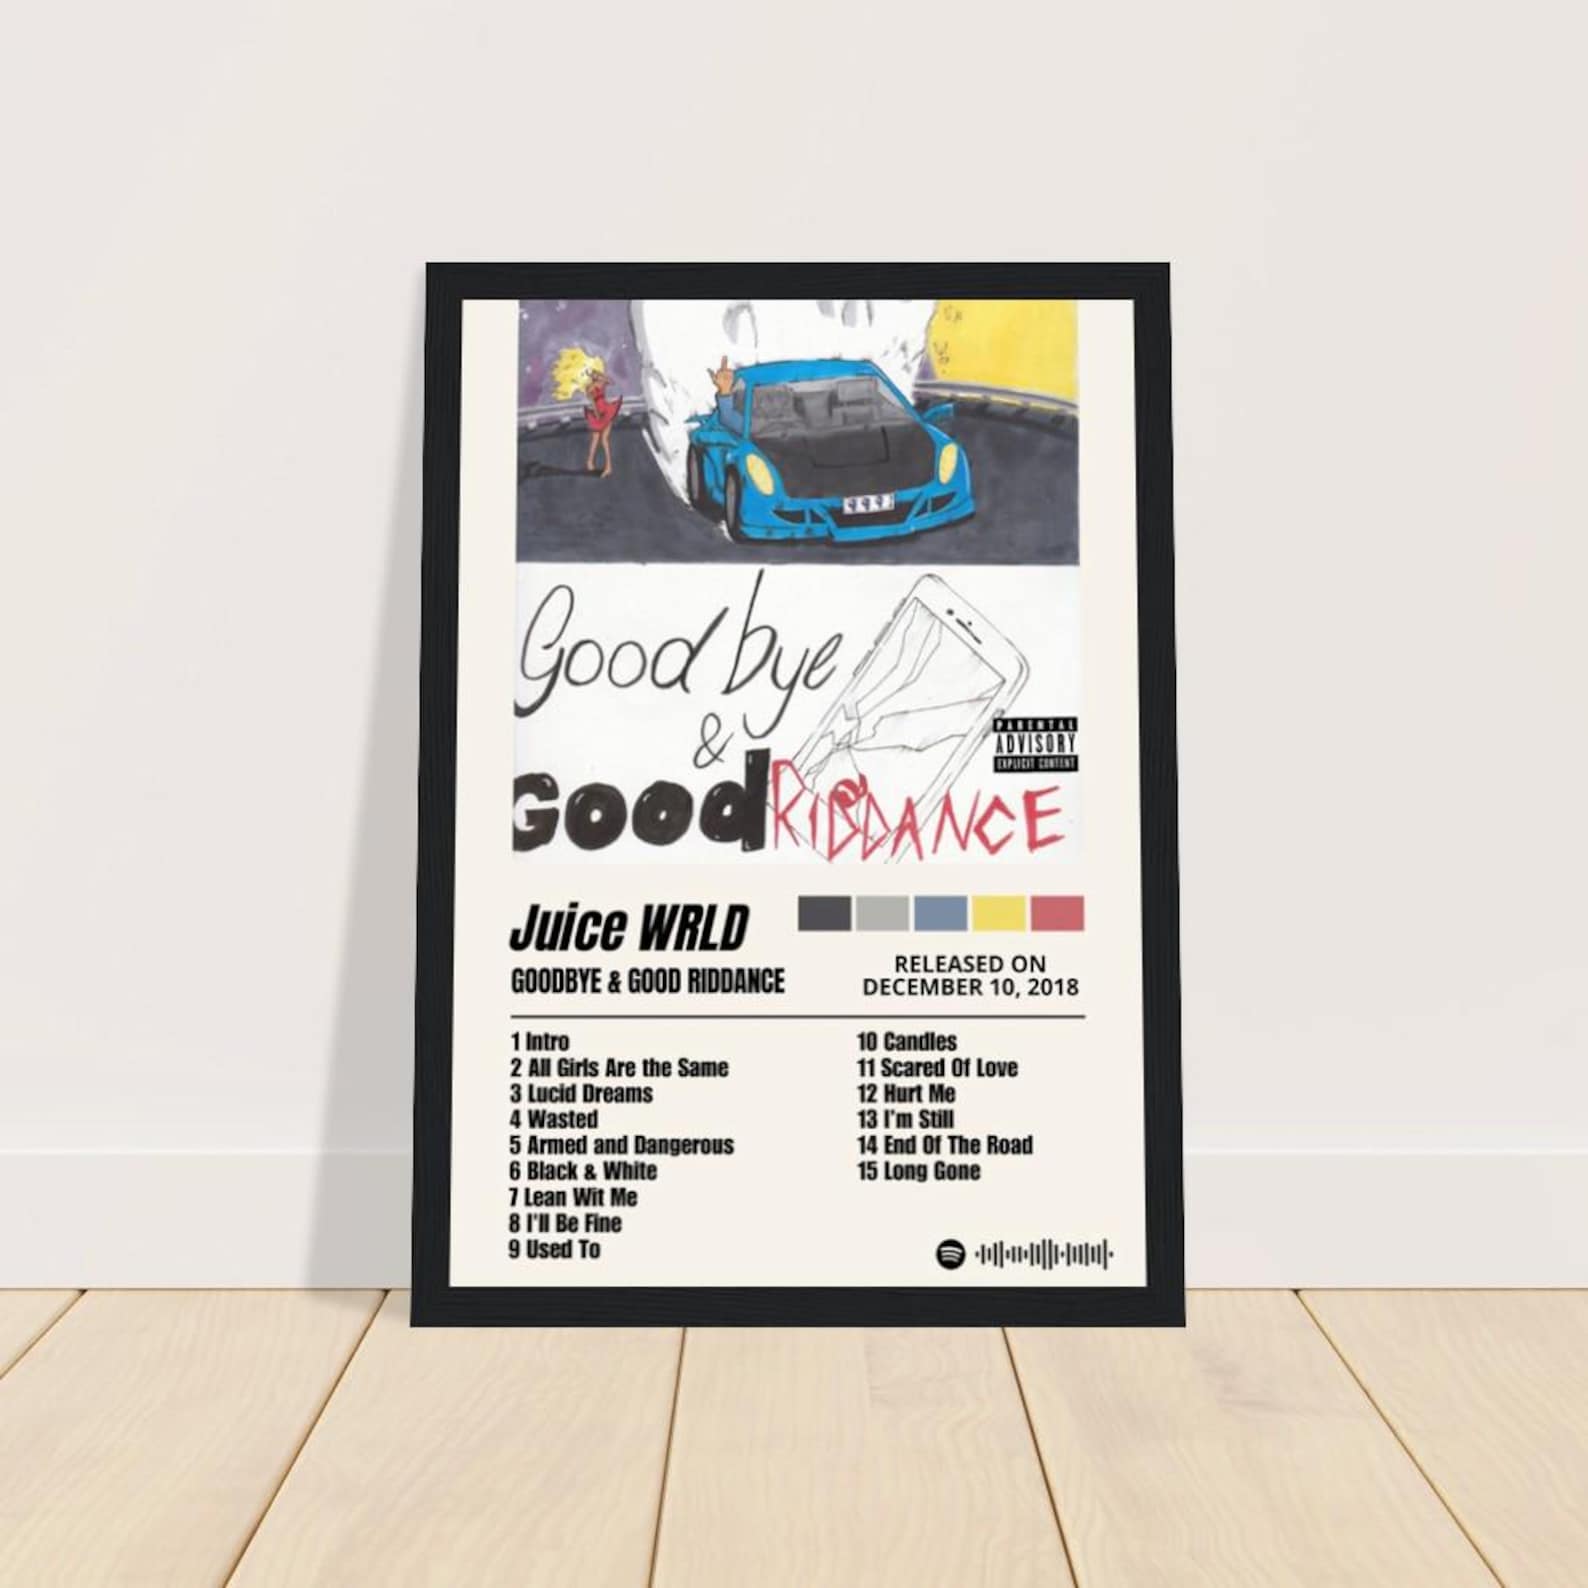 999
Goodbye
&
Good RIDDANCE
PARENTAL
ADVISORY
EXPLICIT CONTENT
Juice WRLD
GOODBYE & GOOD RIDDANCE
RELEASED ON
DECEMBER 10, 2018
1 Intro
2 All Girls Are the Same
3 Lucid Dreams
4 Wasted
5 Armed and Dangerous
6 Black & White
7 Lean Wit Me
8 I'll Be Fine
9 Used To
10 Candles
11 Scared Of Love
12 Hurt Me
13 I'm Still
14 End Of The Road
15 Long Gone